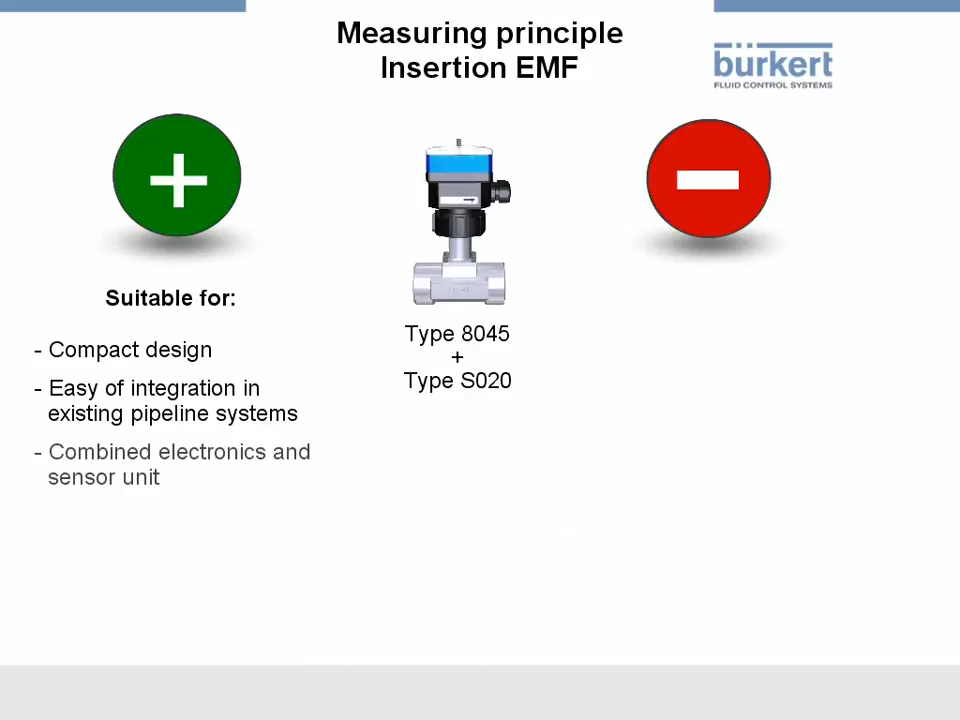 Measuring principle
Insertion EMF
bürkert
FLUID CONTROL SYSTEMS
Suitable for:
- Compact design
- Easy of integration in
existing pipeline systems
- Combined electronics and
sensor unit
Type 8045
+
Type S020